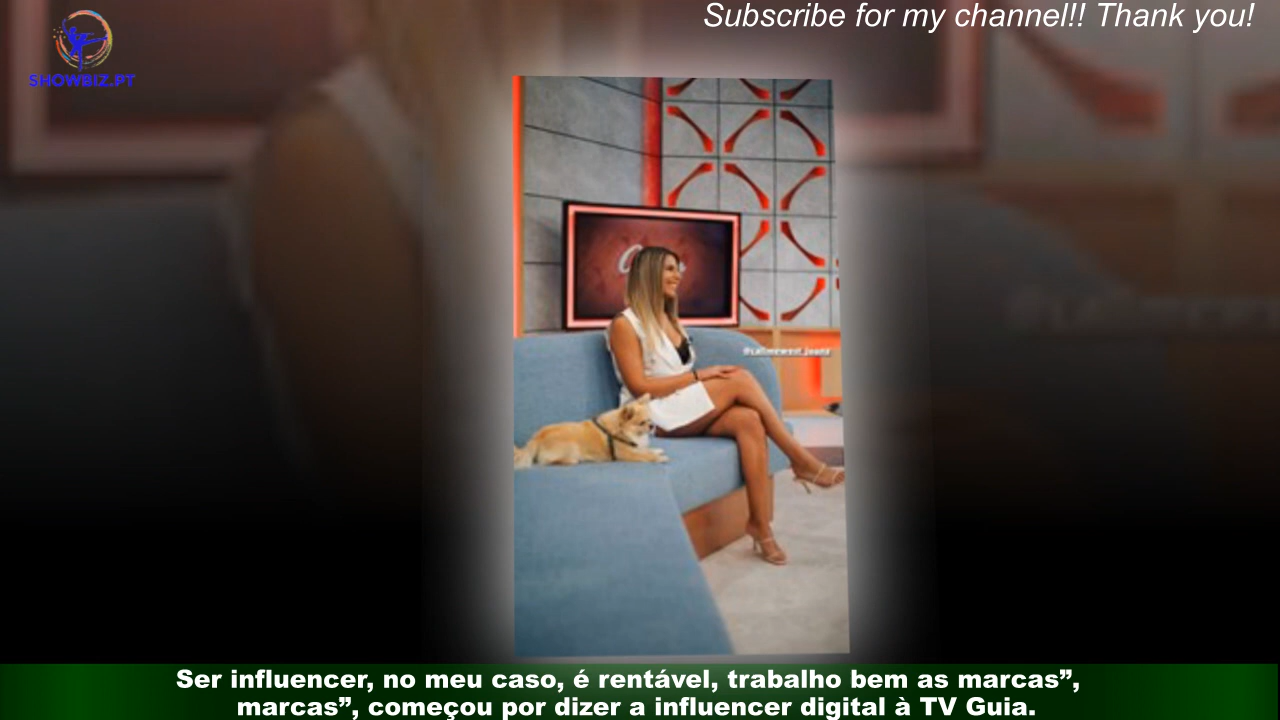 Subscribe for my channel!! Thank you!
SHOWBIZ.PT
Ser influencer, no meu caso, é rentável, trabalho bem as marcas”,
marcas”, começou por dizer a influencer digital à TV Guia.